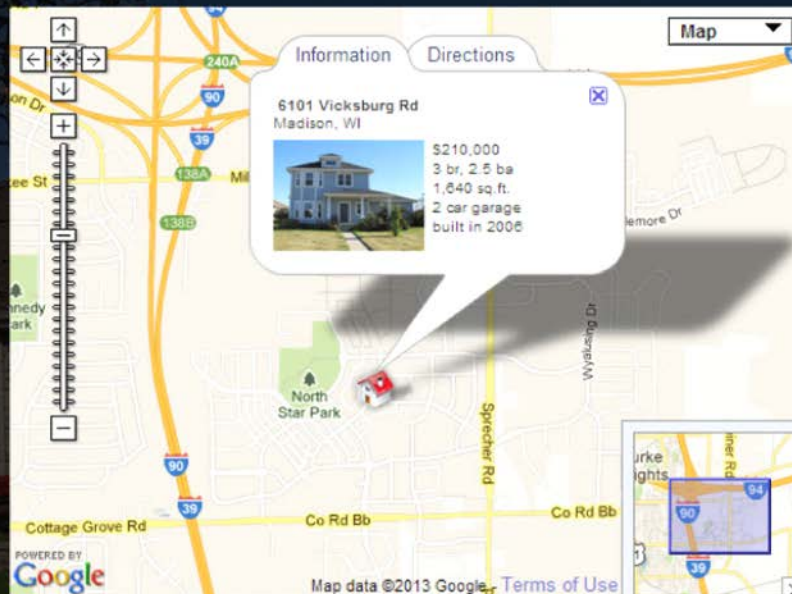 Map
Information
Directions
6101 Vicksburg Rd
Madison, WI
$210,000
3 br, 2.5 ba
1,640 sq.ft.
2 car garage
built in 2006
240A
90
39
138A
Mil
138B
lemore Dr
on Dr
ee St
nnedy
ark
North
Star Park
Wyalusing Dr
Sprecher Rd
90
39
Cottage Grove Rd
Co Rd Bb
Co Rd Bb
urke
ights
iner Rd
94
90
39
POWERED BY
Google
Map data ©2013 Google - Terms of Use